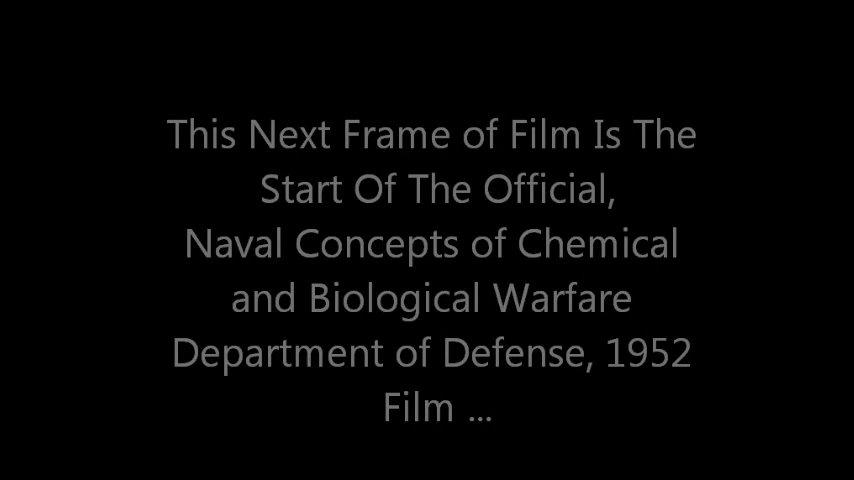 This Next Frame of Film Is The
Start Of The Official,
Naval Concepts of Chemical
and Biological Warfare
Department of Defense, 1952
Film ...